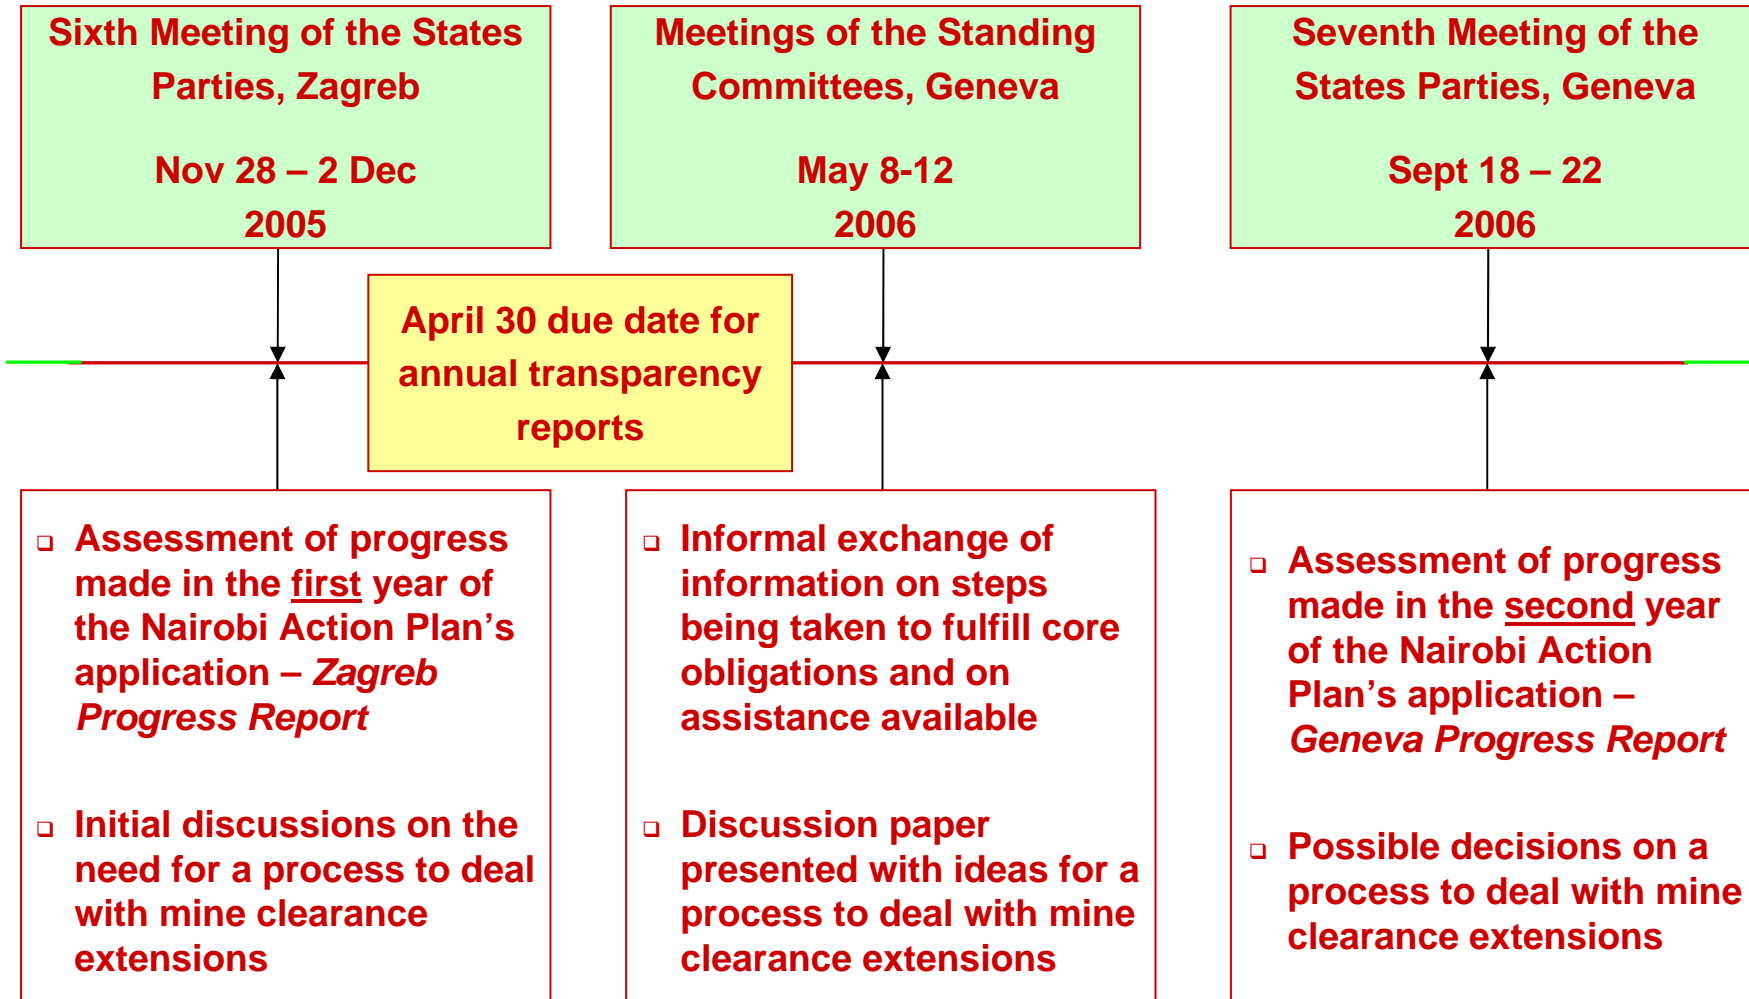 Sixth Meeting of the States
Parties, Zagreb
Nov 28 – 2 Dec
2005
Meetings of the Standing
Committees, Geneva
May 8-12
2006
Seventh Meeting of the
States Parties, Geneva
Sept 18 – 22
2006
April 30 due date for
annual transparency
reports
Assessment of progress
made in the first year of
the Nairobi Action Plan’s
application – Zagreb
Progress Report
Initial discussions on the
need for a process to deal
with mine clearance
extensions
Informal exchange of
information on steps
being taken to fulfill core
obligations and on
assistance available
Discussion paper
presented with ideas for a
process to deal with mine
clearance extensions
Assessment of progress
made in the second year
of the Nairobi Action
Plan’s application –
Geneva Progress Report
Possible decisions on a
process to deal with mine
clearance extensions